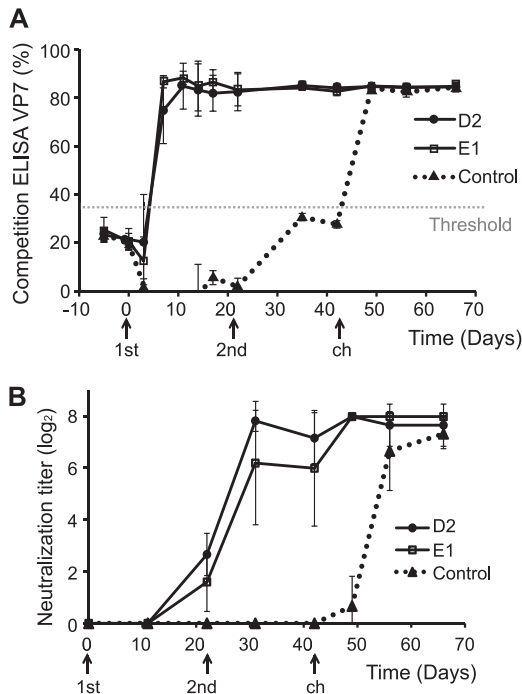 A
Competition ELISA VP7 (%)
100
80
60
40
20
0
D2
E1
Control
Threshold
-10 0 10 20 30 40 50 60 70
1st 2nd ch
Time (Days)
B
Neutralization titer (log2)
8
6
4
2
0
D2
E1
Control
0 10 20 30 40 50 60 70
1st 2nd ch
Time (Days)